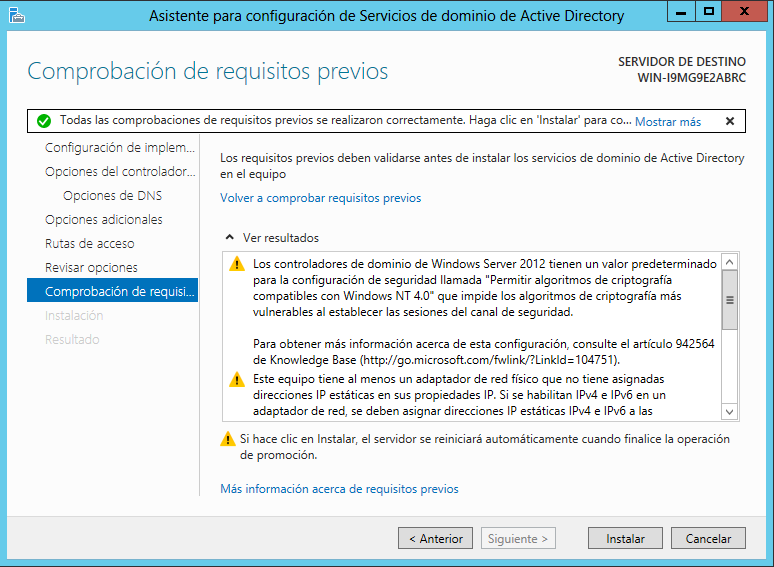 Asistente para configuración de Servicios de dominio de Active Directory
Comprobación de requisitos previos
SERVIDOR DE DESTINO
WIN-I9MG9E2ABRC
Todas las comprobaciones de requisitos previos se realizaron correctamente. Haga clic en 'Instalar' para co... Mostrar más
Configuración de implem...
Opciones del controlador...
Opciones de DNS
Opciones adicionales
Rutas de acceso
Revisar opciones
Comprobación de requisi...
Instalación
Resultado
Los requisitos previos deben validarse antes de instalar los servicios de dominio de Active Directory
en el equipo
Volver a comprobar requisitos previos
Ver resultados
Los controladores de dominio de Windows Server 2012 tienen un valor predeterminado
para la configuración de seguridad llamada "Permitir algoritmos de criptografía
compatibles con Windows NT 4.0" que impide los algoritmos de criptografía más
vulnerables al establecer las sesiones del canal de seguridad.
Para obtener más información acerca de esta configuración, consulte el artículo 942564
de Knowledge Base (http://go.microsoft.com/fwlink/?LinkId=104751).
Este equipo tiene al menos un adaptador de red físico que no tiene asignadas
direcciones IP estáticas en sus propiedades IP. Si se habilitan IPv4 e IPv6 en un
adaptador de red, se deben asignar direcciones IP estáticas IPv4 e IPv6 a las
Si hace clic en Instalar, el servidor se reiniciará automáticamente cuando finalice la operación
de promoción.
Más información acerca de requisitos previos
< Anterior
Siguiente >
Instalar
Cancelar